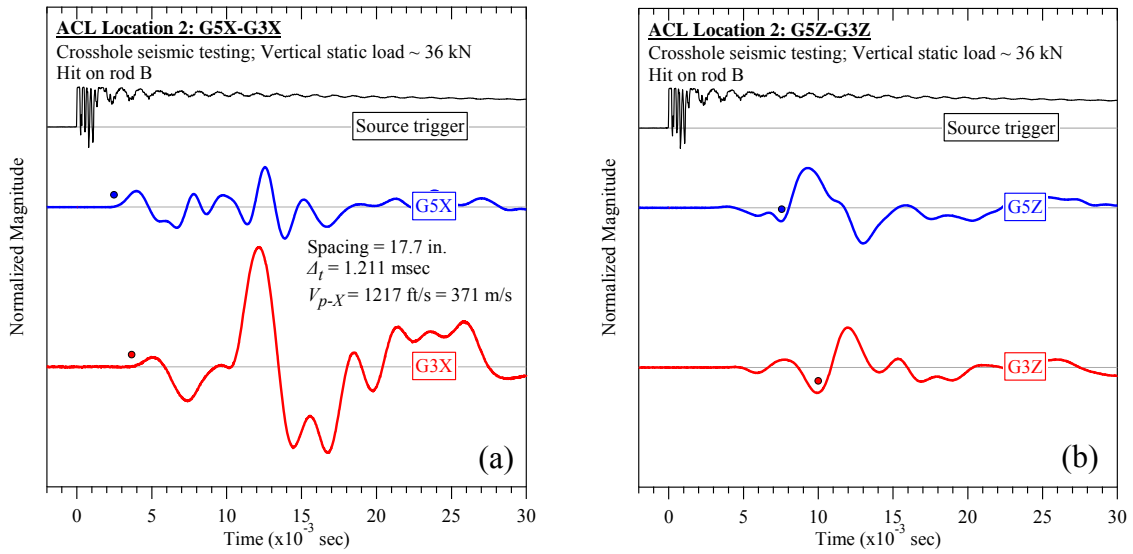 ACL Location 2: G5X-G3X
Crosshole seismic testing; Vertical static load ~ 36 kN
Hit on rod B
Source trigger
G5X
Spacing = 17.7 in.
Δt = 1.211 msec
Vp-X = 1217 ft/s = 371 m/s
G3X
(a)
Normalized Magnitude
0 5 10 15 20 25 30
Time (x10-3 sec)
ACL Location 2: G5Z-G3Z
Crosshole seismic testing; Vertical static load ~ 36 kN
Hit on rod B
Source trigger
G5Z
G3Z
(b)
Normalized Magnitude
0 5 10 15 20 25 30
Time (x10-3 sec)